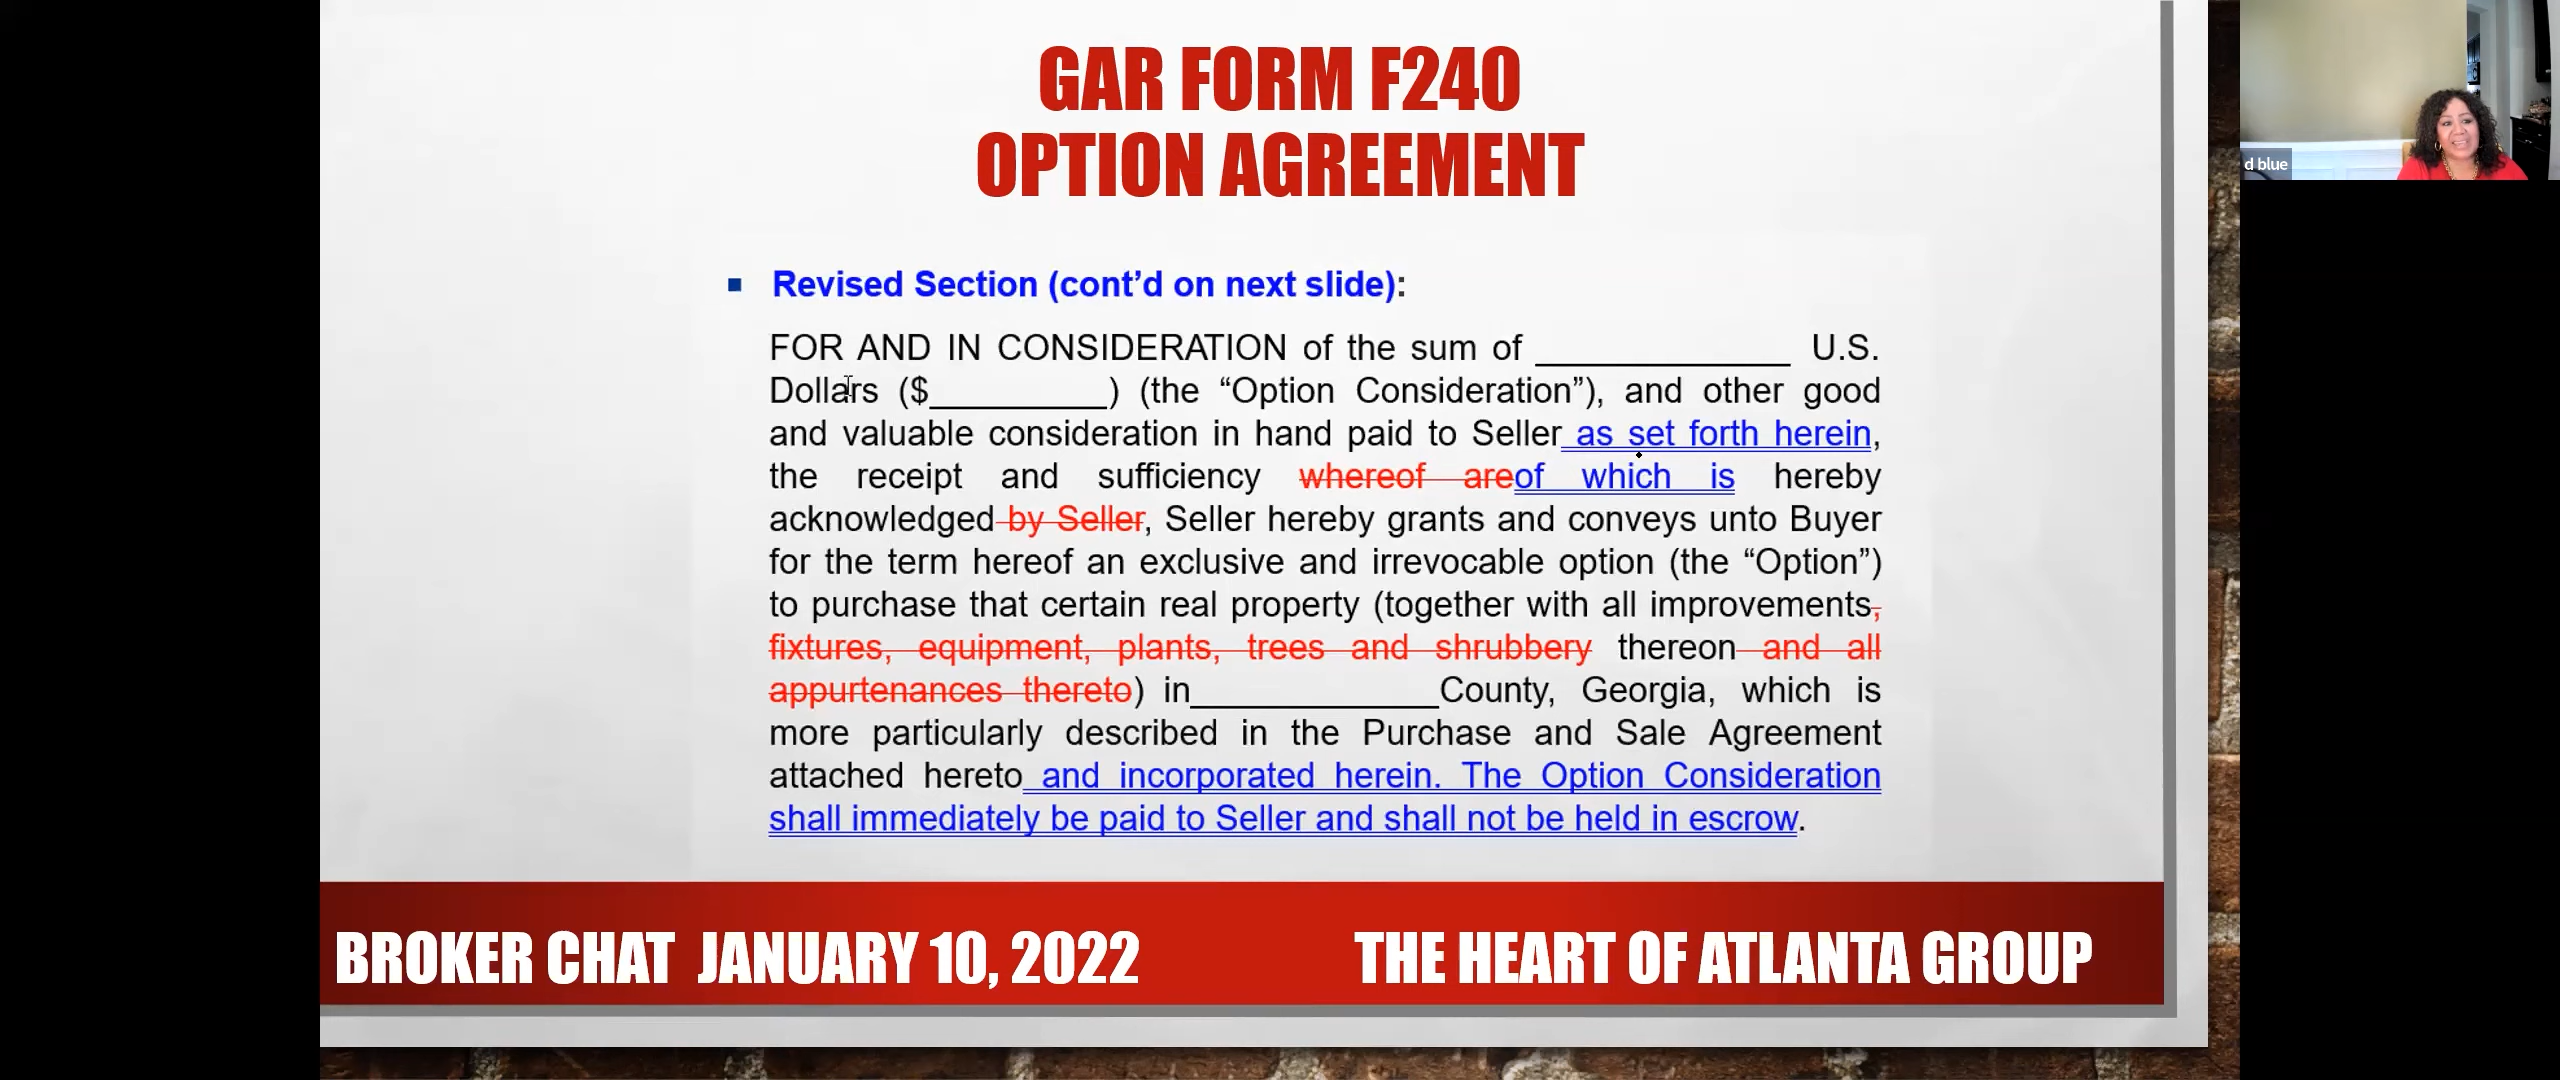 GAR FORM F240
OPTION AGREEMENT
d blue
Revised Section (cont’d on next slide):
FOR AND IN CONSIDERATION of the sum of _____________ U.S.
Dollars ($_________) (the “Option Consideration”), and other good
and valuable consideration in hand paid to Seller as set forth herein,
the receipt and sufficiency whereof areof which is hereby
acknowledged by Seller, Seller hereby grants and conveys unto Buyer
for the term hereof an exclusive and irrevocable option (the “Option”)
to purchase that certain real property (together with all improvements,
fixtures, equipment, plants, trees and shrubbery thereon and all
appurtenances thereto) in_____________County, Georgia, which is
more particularly described in the Purchase and Sale Agreement
attached hereto and incorporated herein. The Option Consideration
shall immediately be paid to Seller and shall not be held in escrow.
BROKER CHAT JANUARY 10, 2022 THE HEART OF ATLANTA GROUP